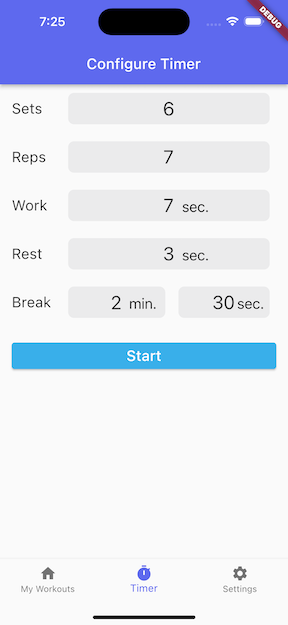 7:25
DEBUG
Configure Timer
Sets 6
Reps 7
Work 7 sec.
Rest 3 sec.
Break 2 min. 30 sec.
Start
My Workouts Timer Settings